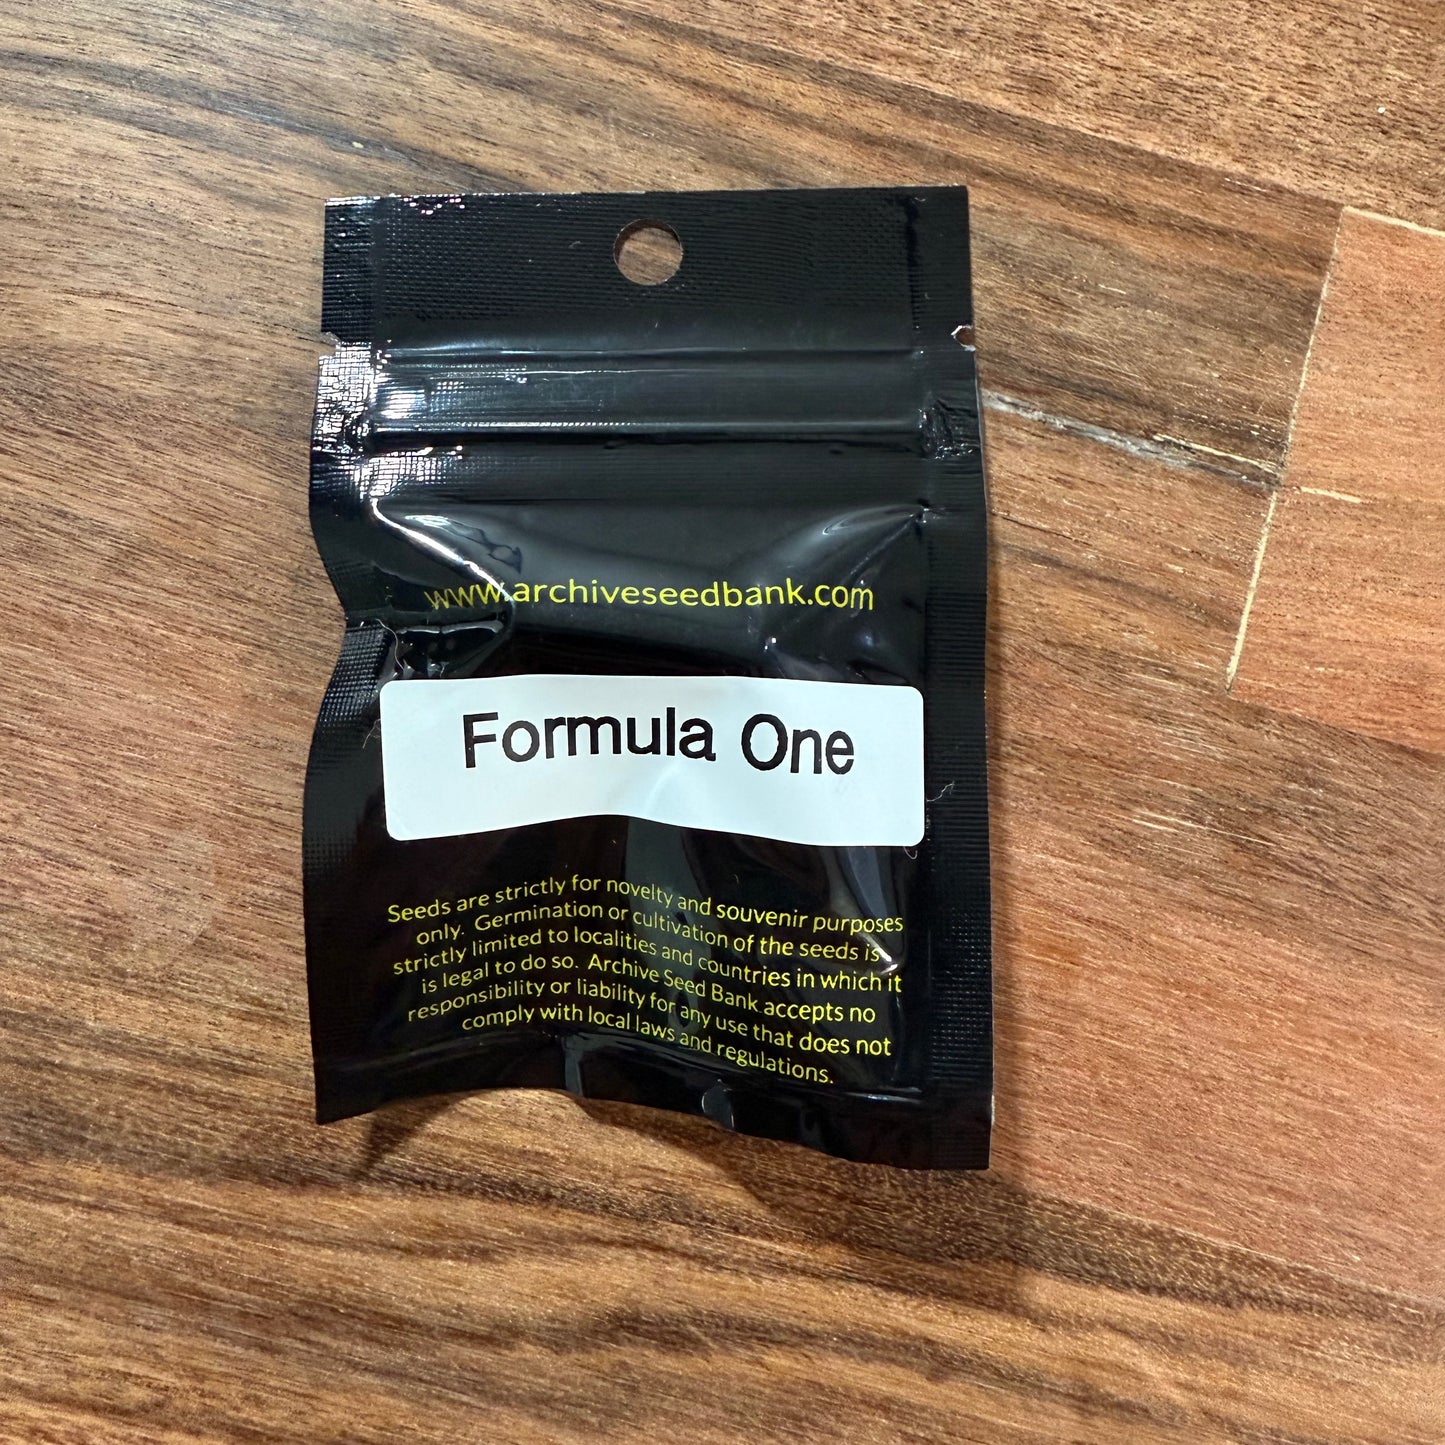 www.archiveseedbank.com
Formula One
Seeds are strictly for novelty and souvenir purposes
only. Germination or cultivation of the seeds is
strictly limited to localities and countries in which it
is legal to do so. Archive Seed Bank accepts no
responsibility or liability for any use that does not
comply with local laws and regulations.